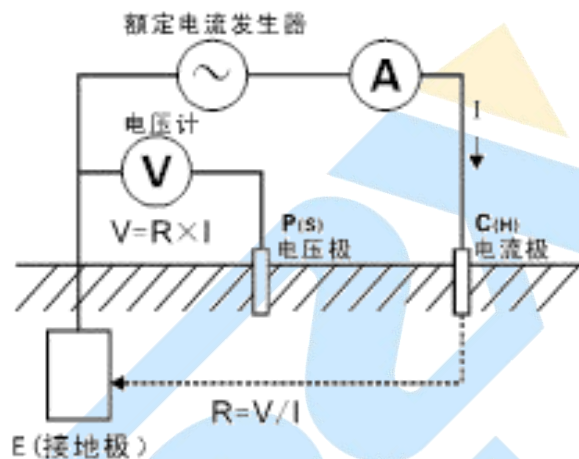 额定电流发生器
A
I
电压计
V
V=R×I
P(S)
电压极
C(H)
电流极
R=V/I
E(接地极)